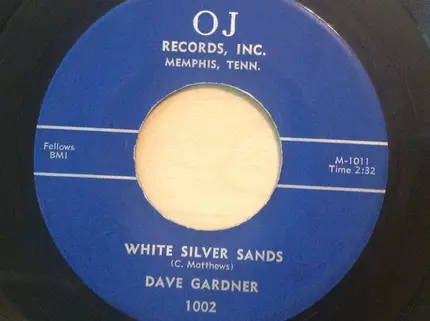 OJ
RECORDS, INC.
MEMPHIS, TENN.
Fellows
BMI
M-1011
Time 2:32
WHITE SILVER SANDS
(C. Matthews)
DAVE GARDNER
1002